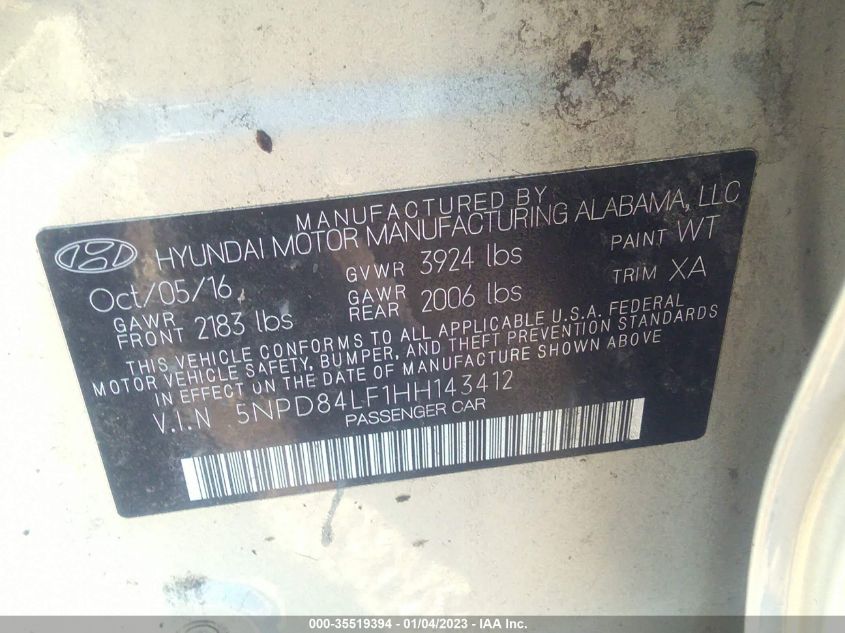 MANUFACTURED BY
HYUNDAI MOTOR MANUFACTURING ALABAMA, LLC
Oct/05/16 GVWR 3924 lbs PAINT WT
GAWR FRONT 2183 lbs GAWR REAR 2006 lbs TRIM XA
THIS VEHICLE CONFORMS TO ALL APPLICABLE U.S.A. FEDERAL
MOTOR VEHICLE SAFETY, BUMPER, AND THEFT PREVENTION STANDARDS
IN EFFECT ON THE DATE OF MANUFACTURE SHOWN ABOVE
V.I.N 5NPD84LF1HH143412
PASSENGER CAR
000-35519394 - 01/04/2023 - IAA Inc.